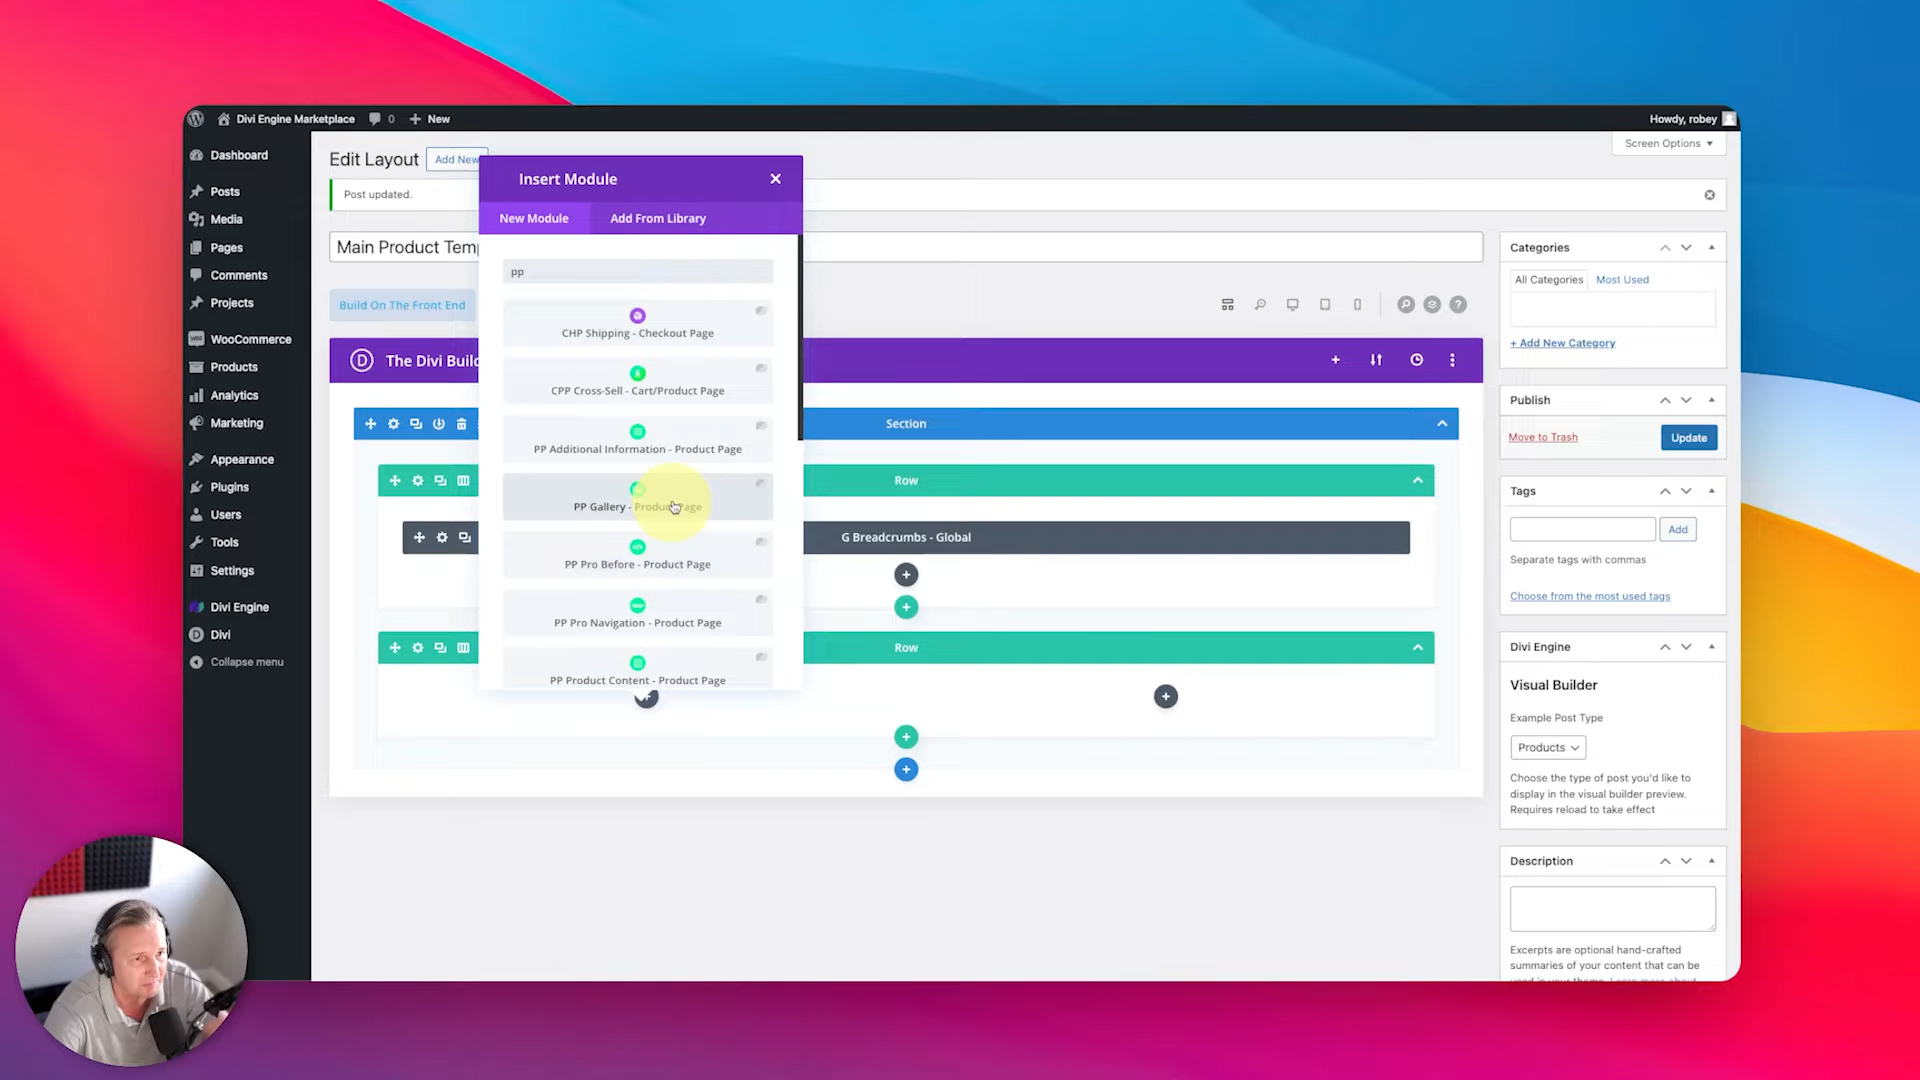 Divi Engine Marketplace 0 New Howdy, robey
Screen Options
Dashboard
Posts
Media
Pages
Comments
Projects
WooCommerce
Products
Analytics
Marketing
Appearance
Plugins
Users
Tools
Settings
Divi Engine
Divi
Collapse menu
Edit Layout Add New
Post updated.
Main Product Temp
Build On The Front End
The Divi Build
Section
Row
G Breadcrumbs - Global
Row
Insert Module
New Module Add From Library
pp
CHP Shipping - Checkout Page
CPP Cross-Sell - Cart/Product Page
PP Additional Information - Product Page
PP Gallery - Product Page
PP Pro Before - Product Page
PP Pro Navigation - Product Page
PP Product Content - Product Page
Categories
All Categories Most Used
+ Add New Category
Publish
Move to Trash Update
Tags
Add
Separate tags with commas
Choose from the most used tags
Divi Engine
Visual Builder
Example Post Type
Products
Choose the type of post you'd like to
display in the visual builder preview.
Requires reload to take effect
Description
Excerpts are optional hand-crafted
summaries of your content that can be